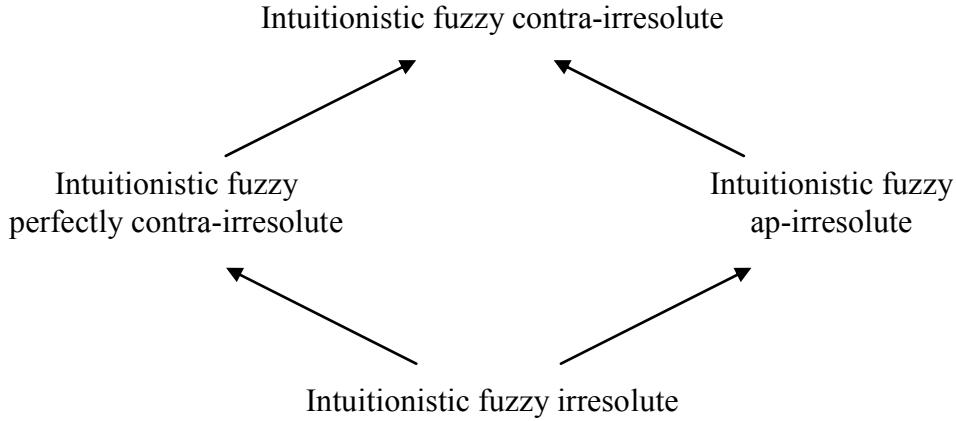 Intuitionistic fuzzy contra-irresolute
Intuitionistic fuzzy
perfectly contra-irresolute
Intuitionistic fuzzy
ap-irresolute
Intuitionistic fuzzy irresolute